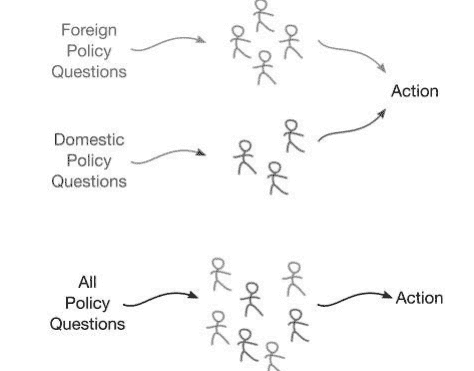 Foreign
Policy
Questions
Action
Domestic
Policy
Questions
All
Policy
Questions
Action